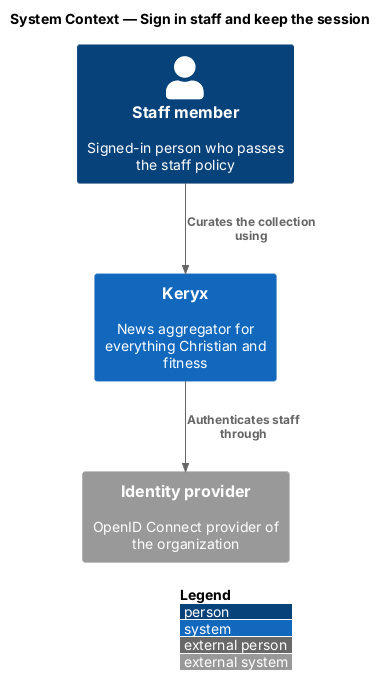 System Context — Sign in staff and keep the session
Staff member
Signed-in person who passes
the staff policy
Curates the collection
using
Keryx
News aggregator for
everything Christian and
fitness
Authenticates staff
through
Identity provider
OpenID Connect provider of
the organization
Legend
person
system
external person
external system